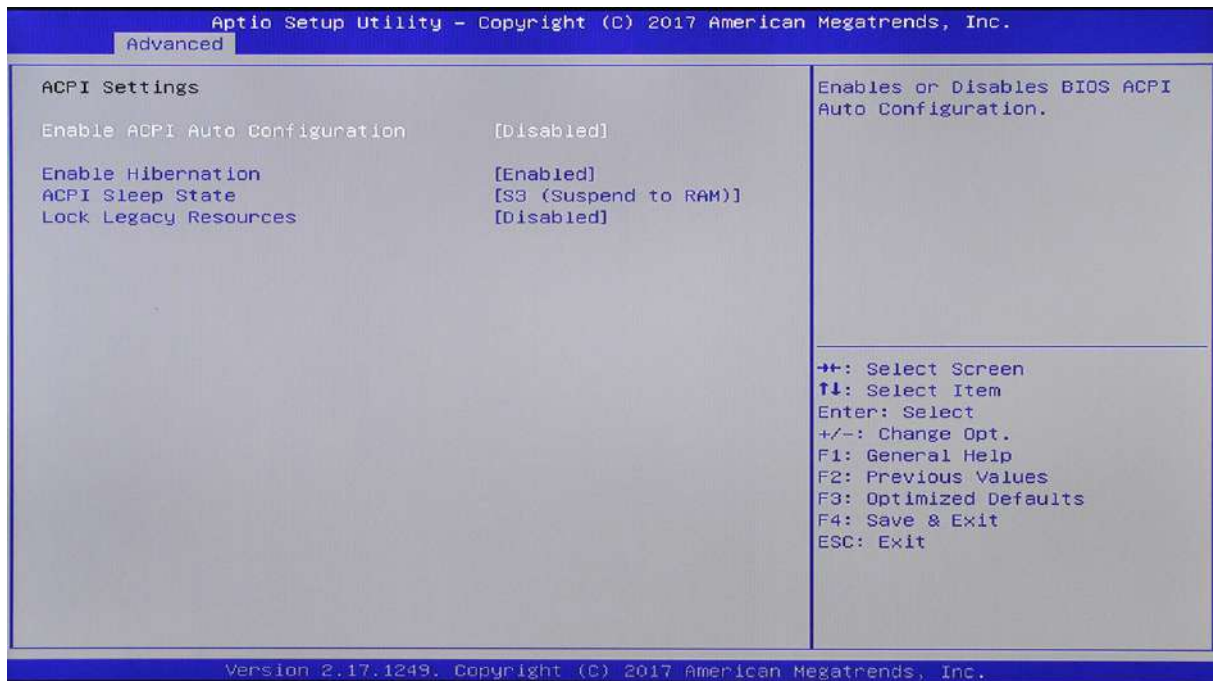 Aptio Setup Utility – Copyright (C) 2017 American Megatrends, Inc.
Advanced
ACPI Settings
Enable ACPI Auto Configuration [Disabled]
Enable Hibernation [Enabled]
ACPI Sleep State [S3 (Suspend to RAM)]
Lock Legacy Resources [Disabled]
Enables or Disables BIOS ACPI
Auto Configuration.
→←: Select Screen
↑↓: Select Item
Enter: Select
+/-: Change Opt.
F1: General Help
F2: Previous Values
F3: Optimized Defaults
F4: Save & Exit
ESC: Exit
Version 2.17.1249. Copyright (C) 2017 American Megatrends, Inc.